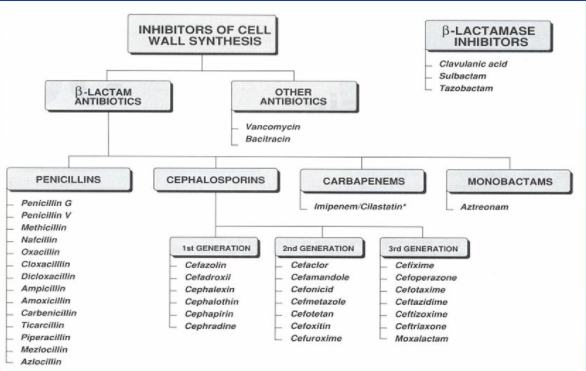 INHIBITORS OF CELL
WALL SYNTHESIS
β-LACTAMASE
INHIBITORS
Clavulanic acid
Sulbactam
Tazobactam
β-LACTAM
ANTIBIOTICS
OTHER
ANTIBIOTICS
Vancomycin
Bacitracin
PENICILLINS
CEPHALOSPORINS
CARBAPENEMS
MONOBACTAMS
Penicillin G
Penicillin V
Methicillin
Nafcillin
Oxacillin
Cloxacilllin
Dicloxacillin
Ampicillin
Amoxicillin
Carbenicillin
Ticarcillin
Piperacillin
Mezlocillin
Azlocillin
Imipenem/Cilastatin*
Aztreonam
1st GENERATION
Cefazolin
Cefadroxil
Cephalexin
Cephalothin
Cephapirin
Cephradine
2nd GENERATION
Cefaclor
Cefamandole
Cefonicid
Cefmetazole
Cefotetan
Cefoxitin
Cefuroxime
3rd GENERATION
Cefixime
Cefoperazone
Cefotaxime
Ceftazidime
Ceftizoxime
Ceftriaxone
Moxalactam